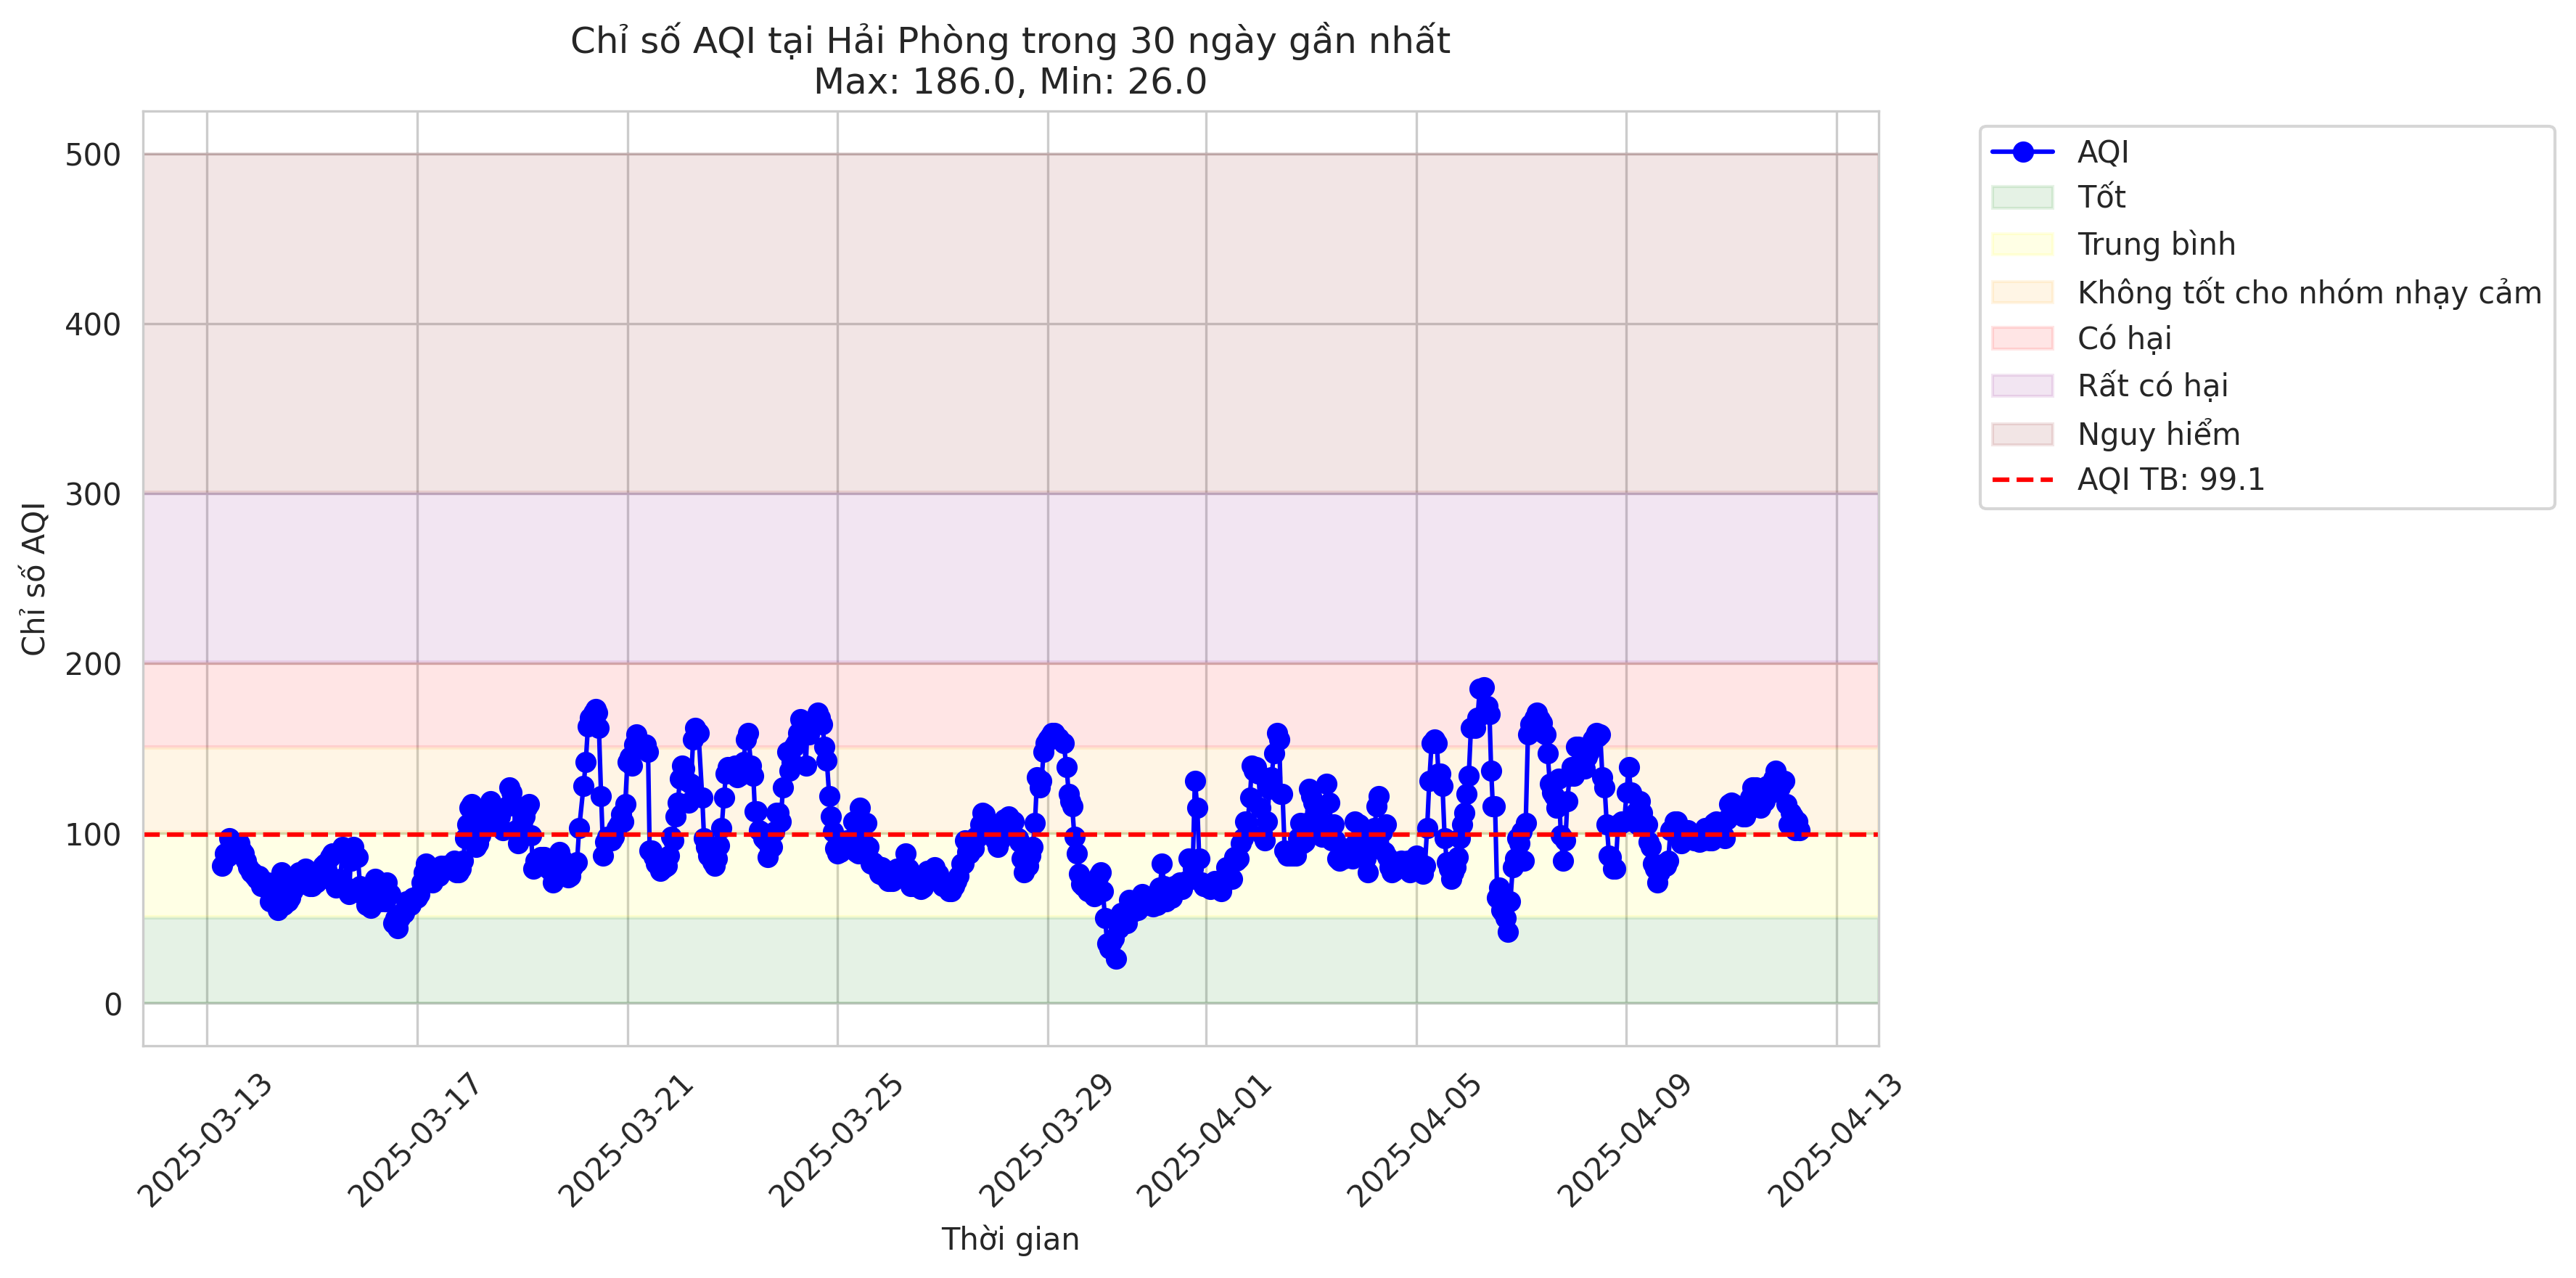 Chỉ số AQI tại Hải Phòng trong 30 ngày gần nhất
Max: 186.0, Min: 26.0
Chỉ số AQI
500
400
300
200
100
0
2025-03-13
2025-03-17
2025-03-21
2025-03-25
2025-03-29
2025-04-01
2025-04-05
2025-04-09
2025-04-13
Thời gian
AQI
Tốt
Trung bình
Không tốt cho nhóm nhạy cảm
Có hại
Rất có hại
Nguy hiểm
AQI TB: 99.1